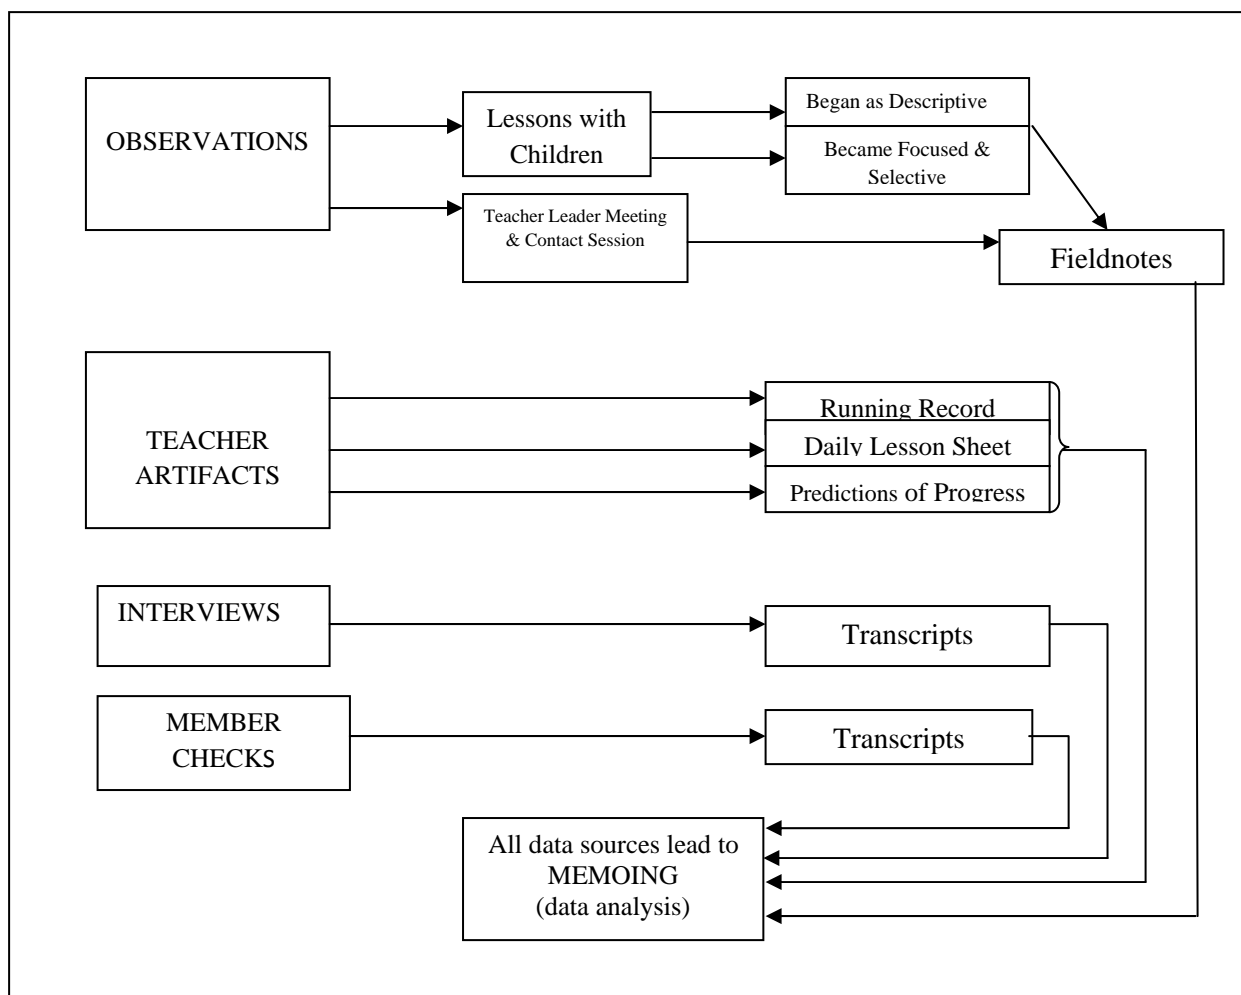 OBSERVATIONS
Lessons with
Children
Began as Descriptive
Became Focused &
Selective
Teacher Leader Meeting
& Contact Session
Fieldnotes
TEACHER
ARTIFACTS
Running Record
Daily Lesson Sheet
Predictions of Progress
INTERVIEWS
Transcripts
MEMBER
CHECKS
Transcripts
All data sources lead to
MEMOING
(data analysis)